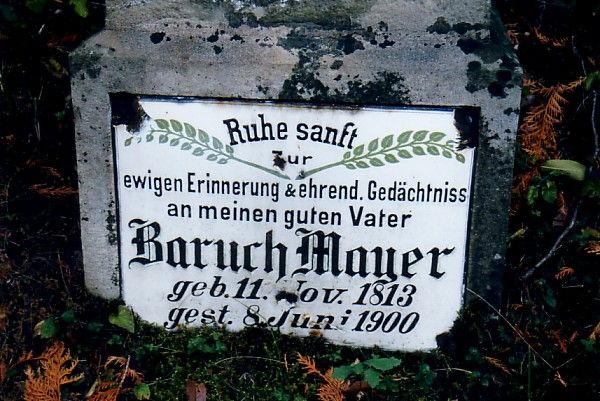 Ruhe sanft
Zur
ewigen Erinnerung & ehrend. Gedächtniss
an meinen guten Vater
Baruch Mayer
geb. 11. Nov. 1813
gest. 8 Juni 1900